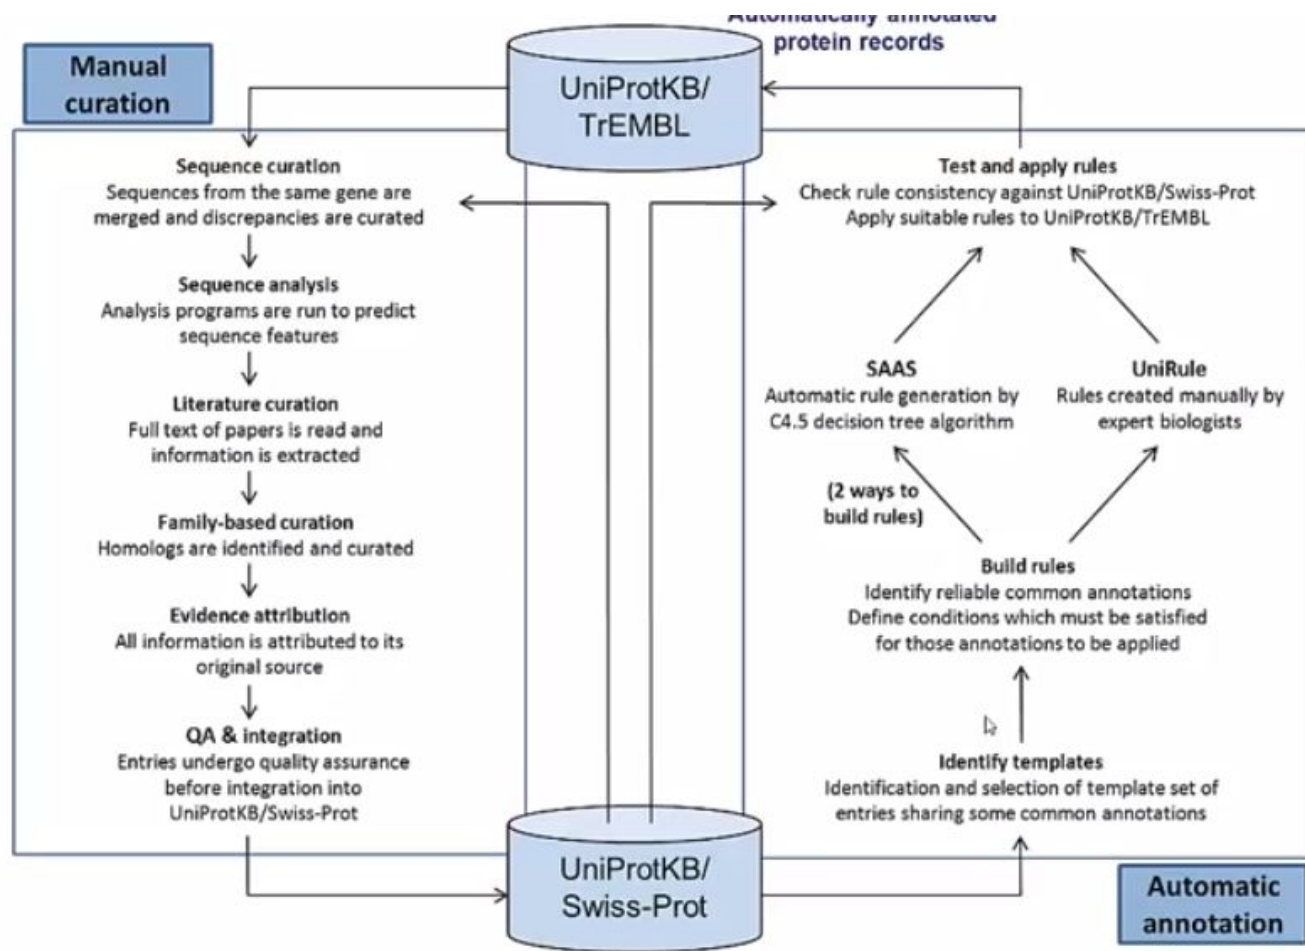 Automatically annotated
protein records
Manual
curation
UniProtKB/
TrEMBL
Sequence curation
Sequences from the same gene are
merged and discrepancies are curated
Sequence analysis
Analysis programs are run to predict
sequence features
Literature curation
Full text of papers is read and
information is extracted
Family-based curation
Homologs are identified and curated
Evidence attribution
All information is attributed to its
original source
QA & integration
Entries undergo quality assurance
before integration into
UniProtKB/Swiss-Prot
UniProtKB/
Swiss-Prot
Test and apply rules
Check rule consistency against UniProtKB/Swiss-Prot
Apply suitable rules to UniProtKB/TrEMBL
SAAS
Automatic rule generation by
C4.5 decision tree algorithm
UniRule
Rules created manually by
expert biologists
(2 ways to
build rules)
Build rules
Identify reliable common annotations
Define conditions which must be satisfied
for those annotations to be applied
Identify templates
Identification and selection of template set of
entries sharing some common annotations
Automatic
annotation